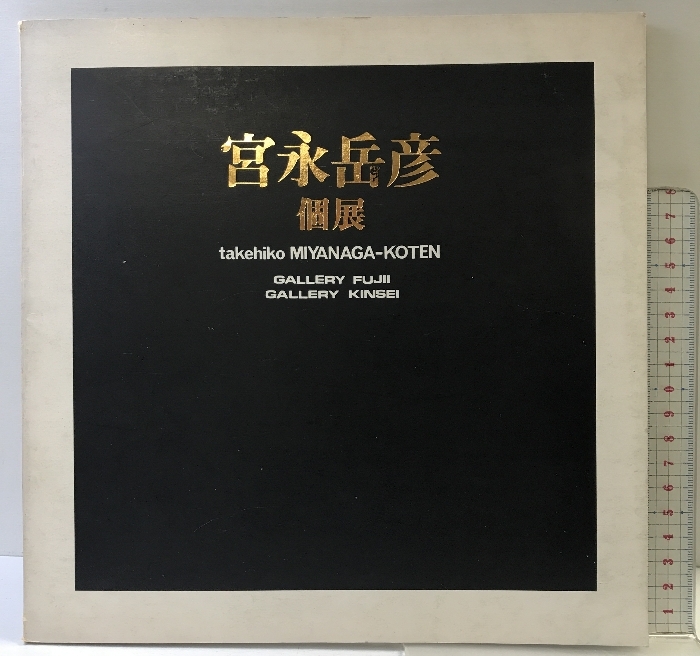 宮永岳彦
個展
takehiko MIYANAGA-KOTEN
GALLERY FUJII
GALLERY KINSEI